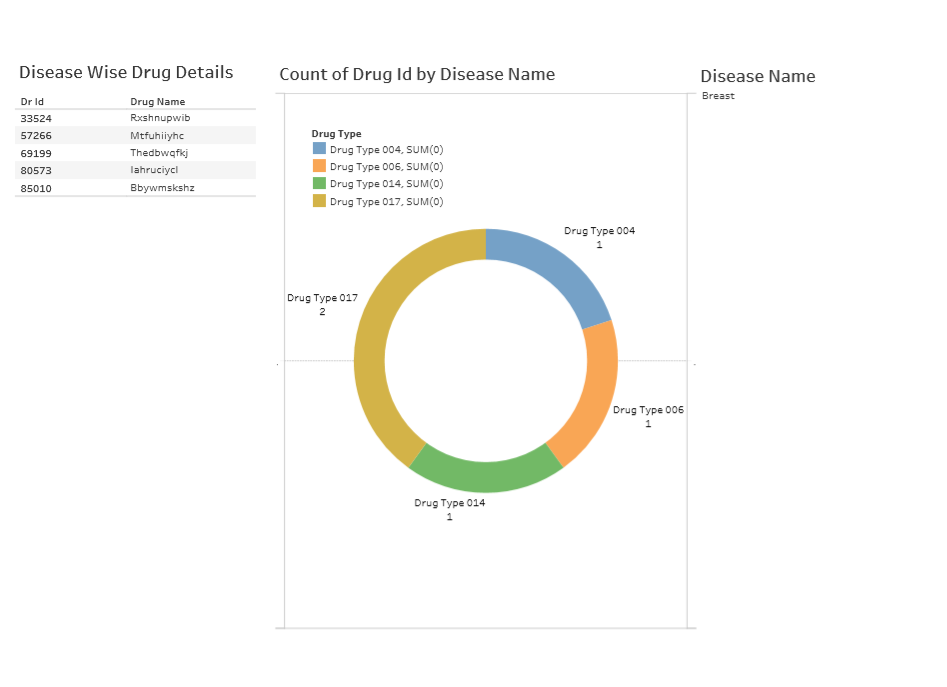 Disease Wise Drug Details
Dr Id Drug Name
33524 Rxshnupwib
57266 Mtfuhiiyhc
69199 Thedbwqfkj
80573 Iahruciycl
85010 Bbywmskshz
Count of Drug Id by Disease Name
Drug Type
Drug Type 004, SUM(0)
Drug Type 006, SUM(0)
Drug Type 014, SUM(0)
Drug Type 017, SUM(0)
Drug Type 004
1
Drug Type 017
2
Drug Type 006
1
Drug Type 014
1
Disease Name
Breast